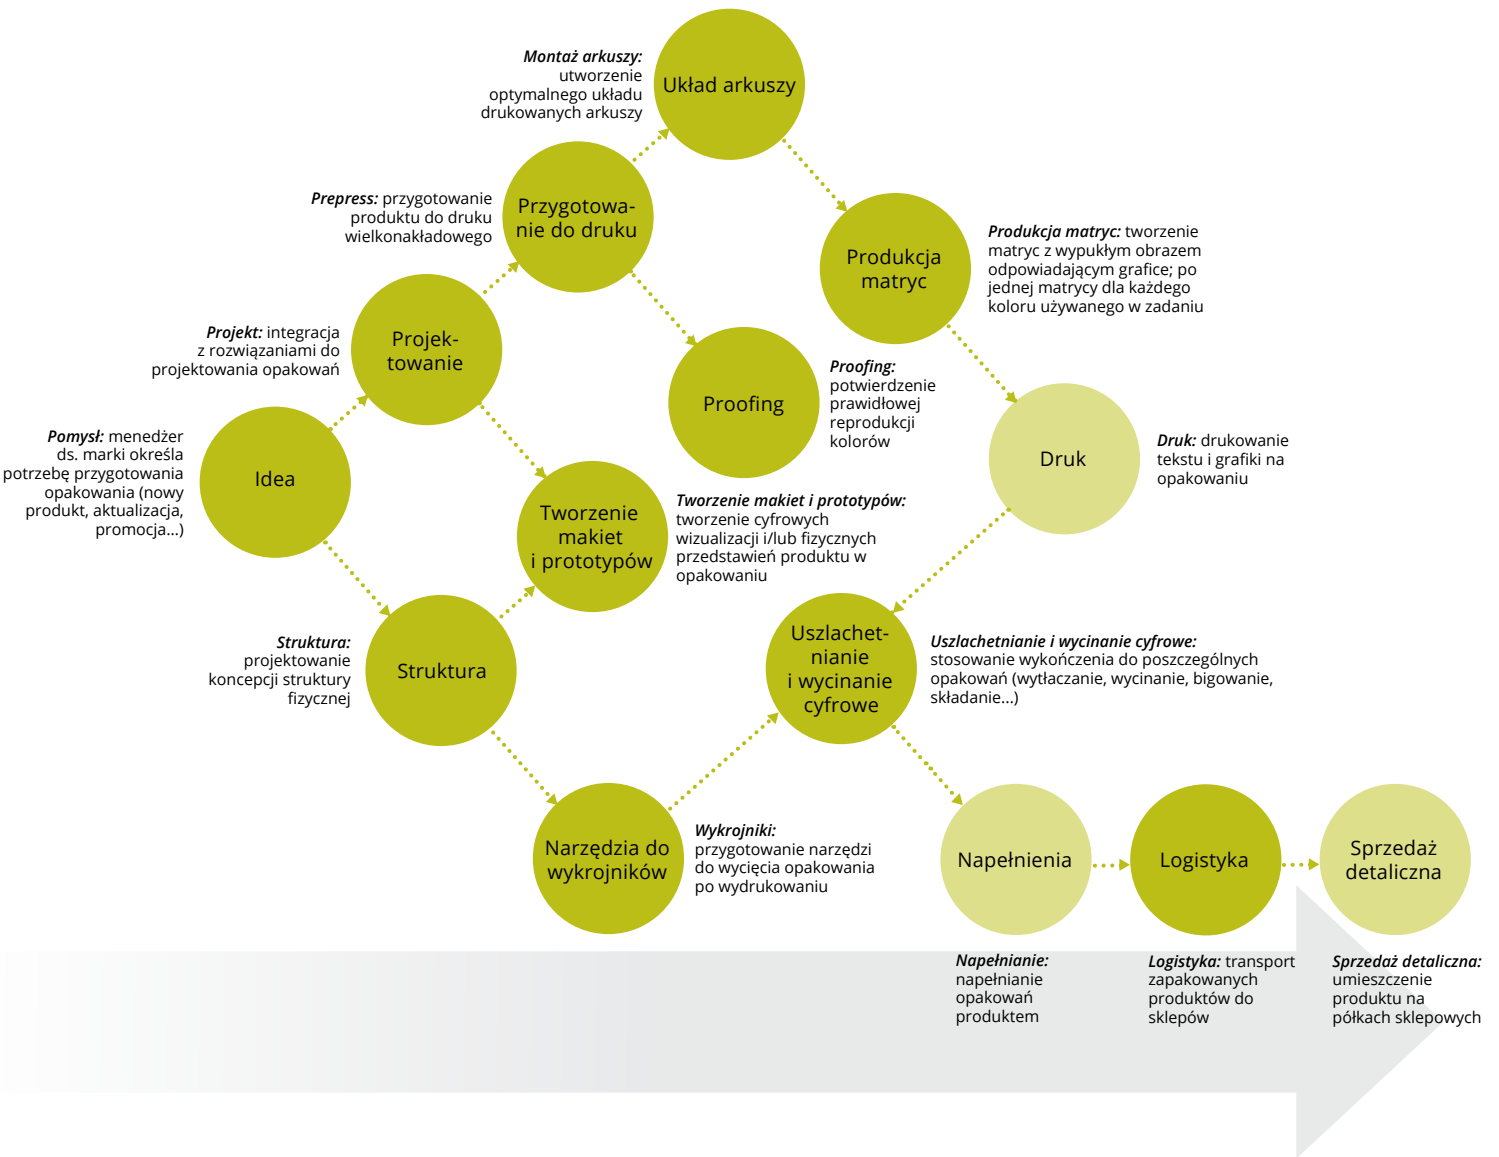 Montaż arkuszy:
utworzenie
optymalnego układu
drukowanych arkuszy
Układ arkuszy
Prepress: przygotowanie
produktu do druku
wielkonakładowego
Przygotowa-
nie do druku
Produkcja
matryc
Produkcja matryc: tworzenie
matryc z wypukłym obrazem
odpowiadającym grafice; po
jednej matrycy dla każdego
koloru używanego w zadaniu
Projekt: integracja
z rozwiązaniami do
projektowania opakowań
Projek-
towanie
Proofing
Proofing:
potwierdzenie
prawidłowej
reprodukcji
kolorów
Pomysł: menedżer
ds. marki określa
potrzebę przygotowania
opakowania (nowy
produkt, aktualizacja,
promocja...)
Idea
Druk
Druk: drukowanie
tekstu i grafiki na
opakowaniu
Tworzenie
makiet
i prototypów
Tworzenie makiet i prototypów:
tworzenie cyfrowych
wizualizacji i/lub fizycznych
przedstawień produktu w
opakowaniu
Struktura:
projektowanie
koncepcji struktury
fizycznej
Struktura
Uszlachet-
nianie
i wycinanie
cyfrowe
Uszlachetnianie i wycinanie cyfrowe:
stosowanie wykończenia do poszczególnych
opakowań (wytłaczanie, wycinanie, bigowanie,
składanie...)
Narzędzia do
wykrojników
Wykrojniki:
przygotowanie narzędzi
do wycięcia opakowania
po wydrukowaniu
Napełnienia
Logistyka
Sprzedaż
detaliczna
Napełnianie:
napełnianie
opakowań
produktem
Logistyka: transport
zapakowanych
produktów do
sklepów
Sprzedaż detaliczna:
umieszczenie
produktu na
półkach sklepowych